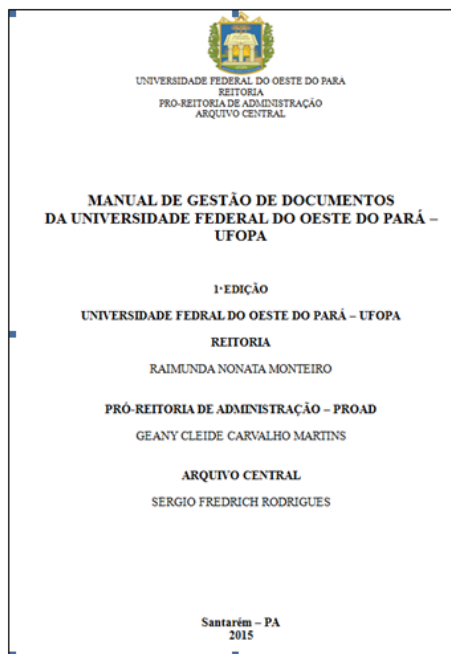 UNIVERSIDADE FEDERAL DO OESTE DO PARA
REITORIA
PRO-REITORIA DE ADMINISTRAÇÃO
ARQUIVO CENTRAL
MANUAL DE GESTÃO DE DOCUMENTOS
DA UNIVERSIDADE FEDERAL DO OESTE DO PARÁ –
UFOPA
1ª EDIÇÃO
UNIVERSIDADE FEDRAL DO OESTE DO PARÁ – UFOPA
REITORIA
RAIMUNDA NONATA MONTEIRO
PRÓ-REITORIA DE ADMINISTRAÇÃO – PROAD
GEANY CLEIDE CARVALHO MARTINS
ARQUIVO CENTRAL
SERGIO FREDRICH RODRIGUES
Santarém – PA
2015